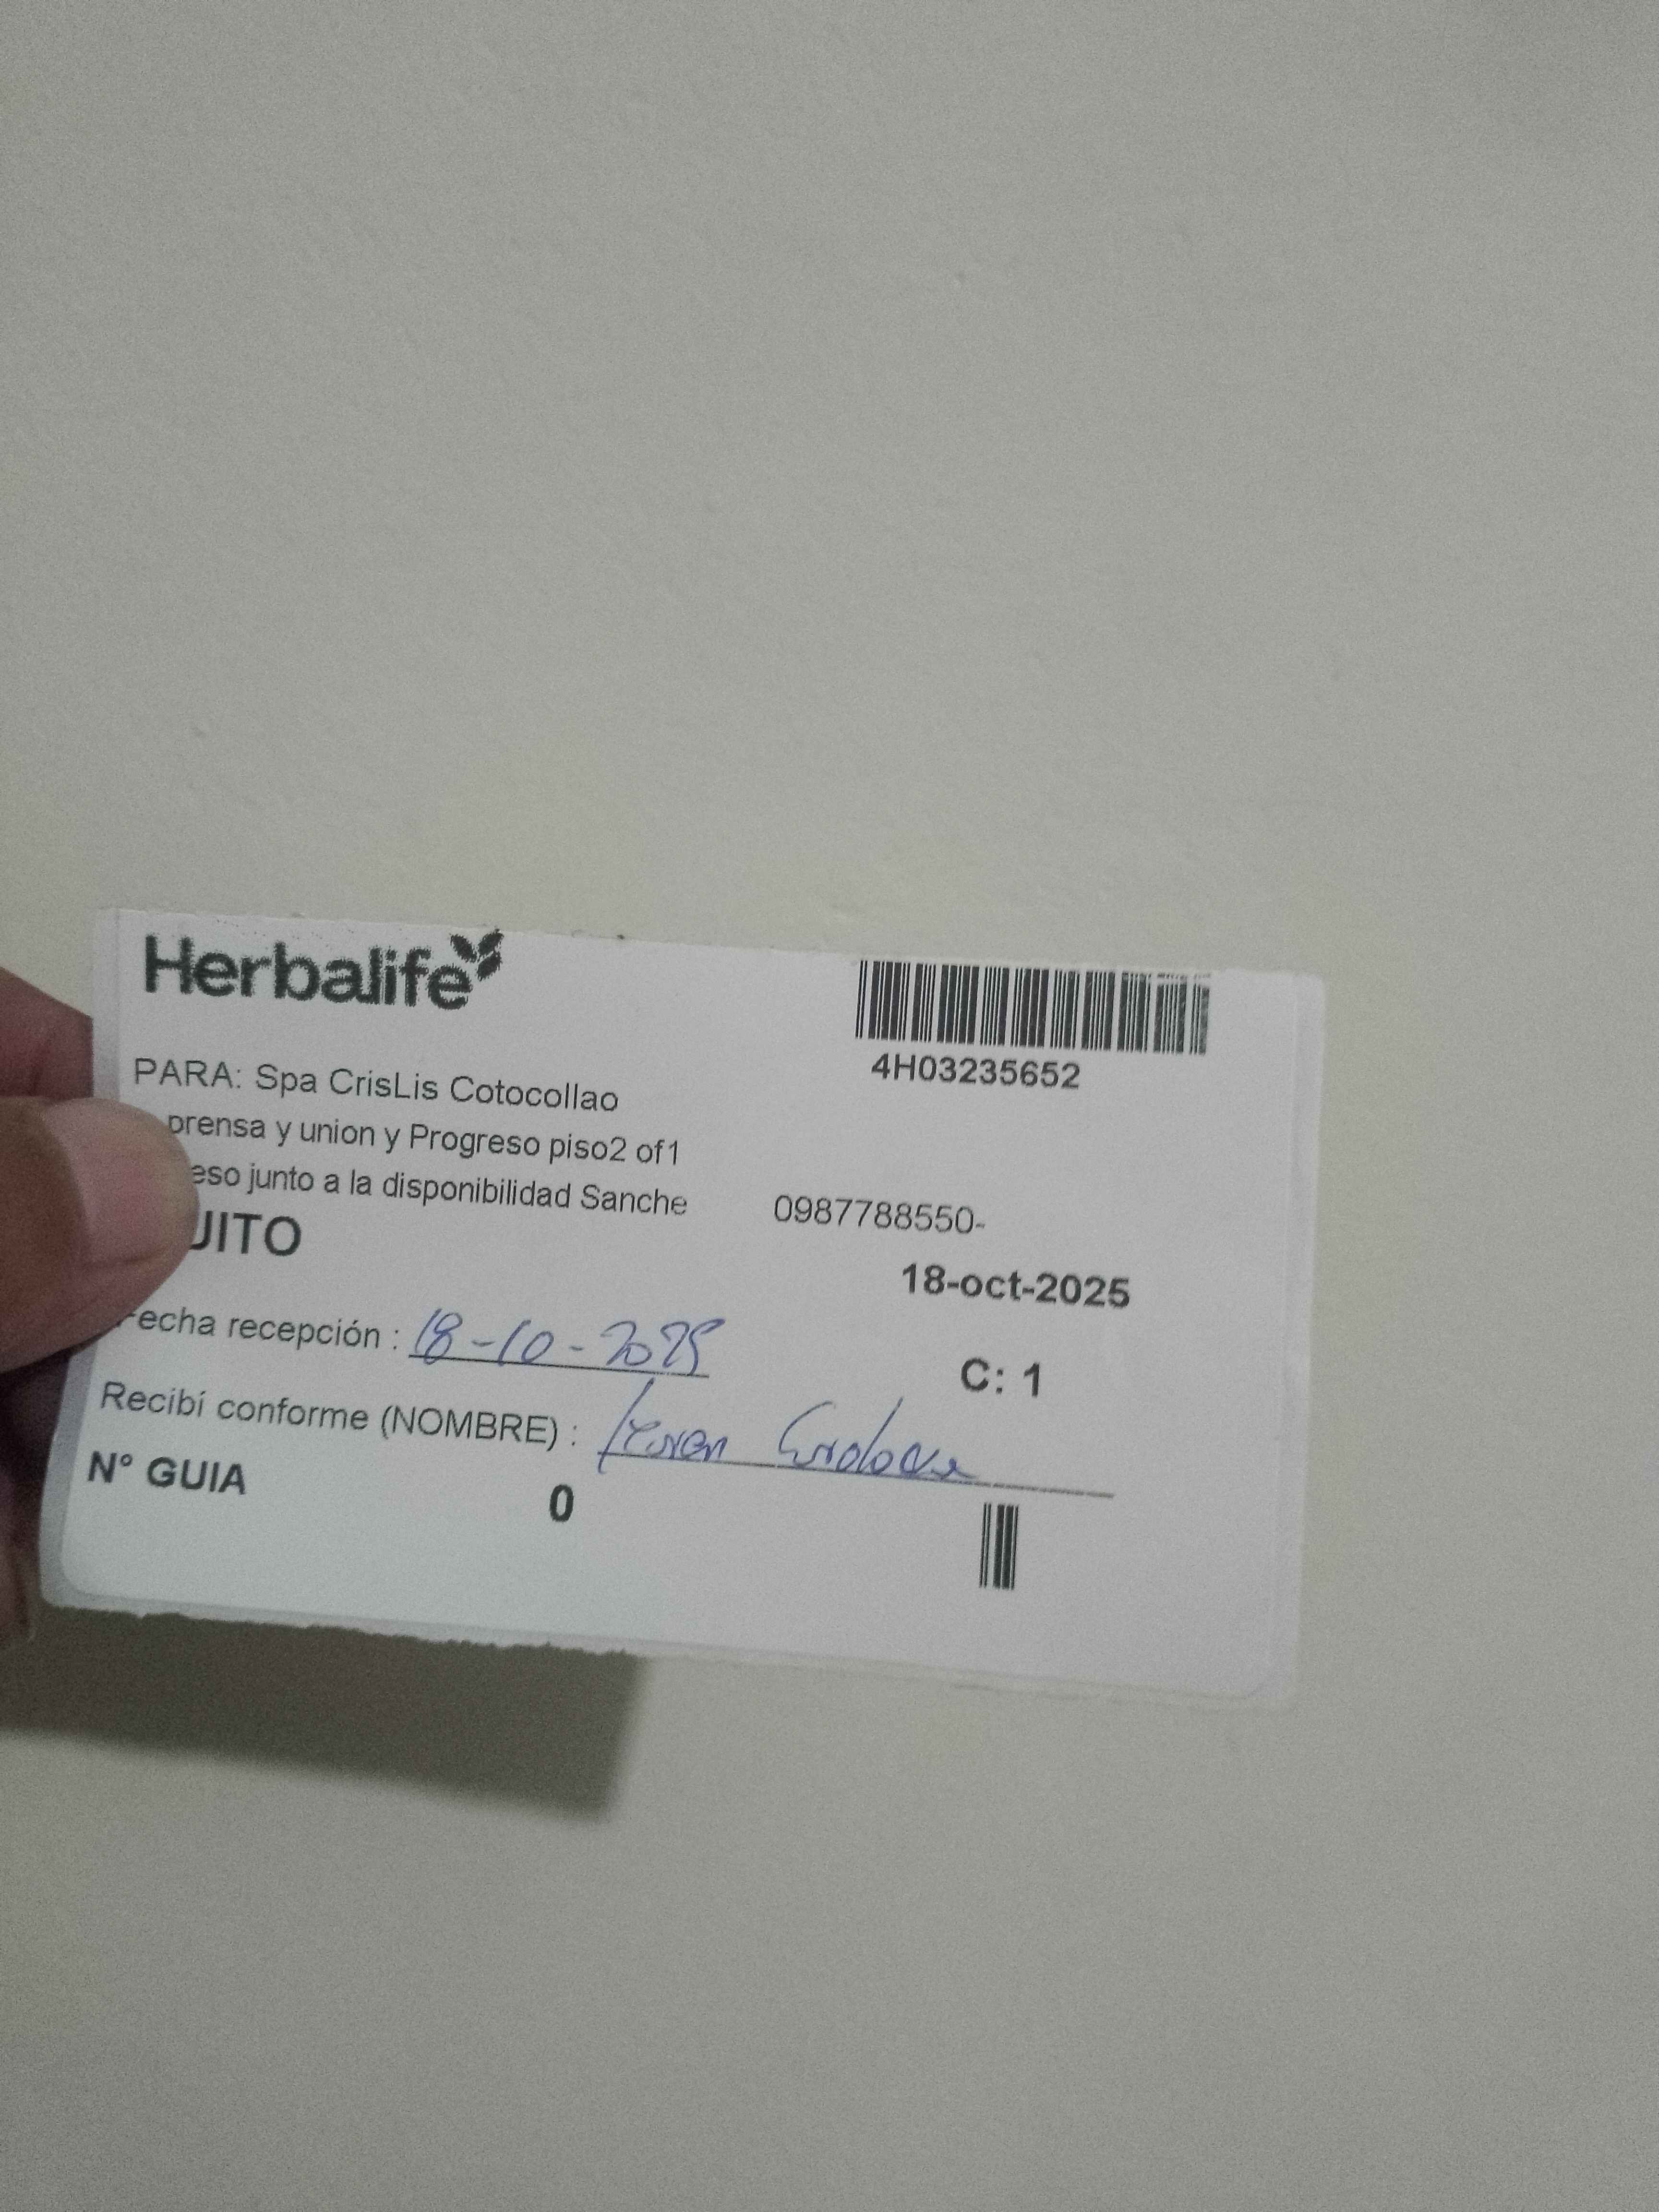 Herbalife
4H03235652
PARA: Spa CrisLis Cotocollao
prensa y union y Progreso piso2 of1
eso junto a la disponibilidad Sanche 0987788550-
UITO
18-oct-2025
Fecha recepción : 18-10-2025
C: 1
Recibí conforme (NOMBRE) :
N° GUIA 0